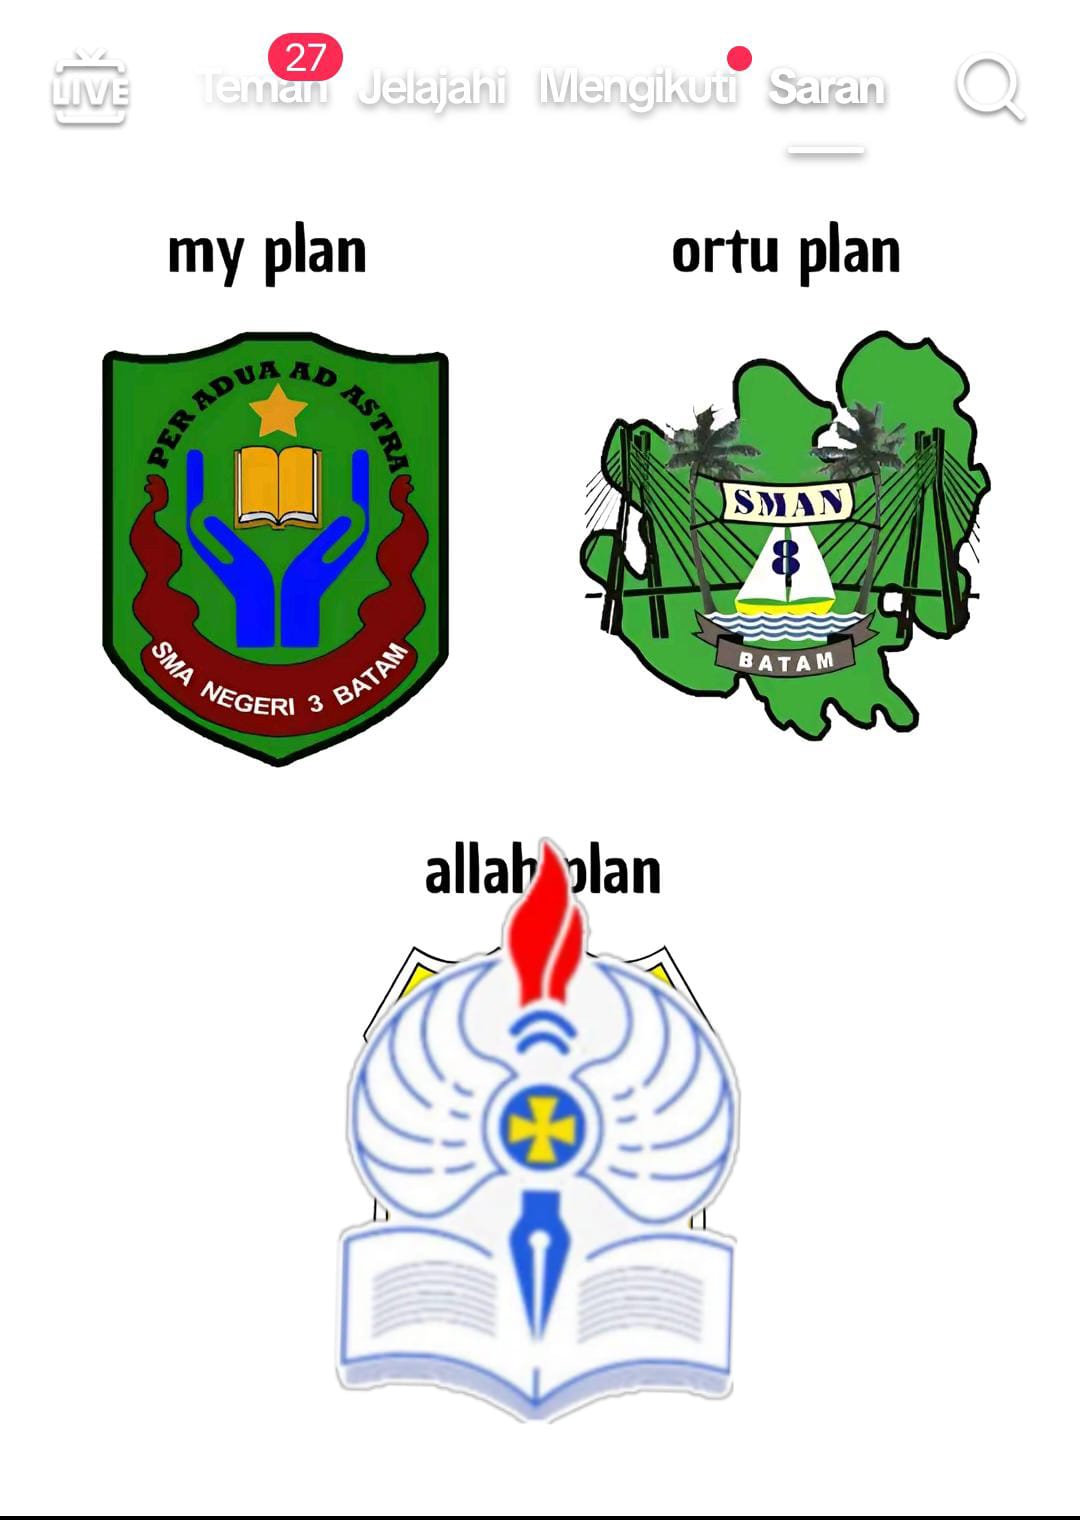 LIVE
Teman 27 Jelajahi Mengikuti Saran
my plan
ortu plan
PER ADUA AD ASTRA
SMA NEGERI 3 BATAM
SMAN
8
BATAM
allah plan